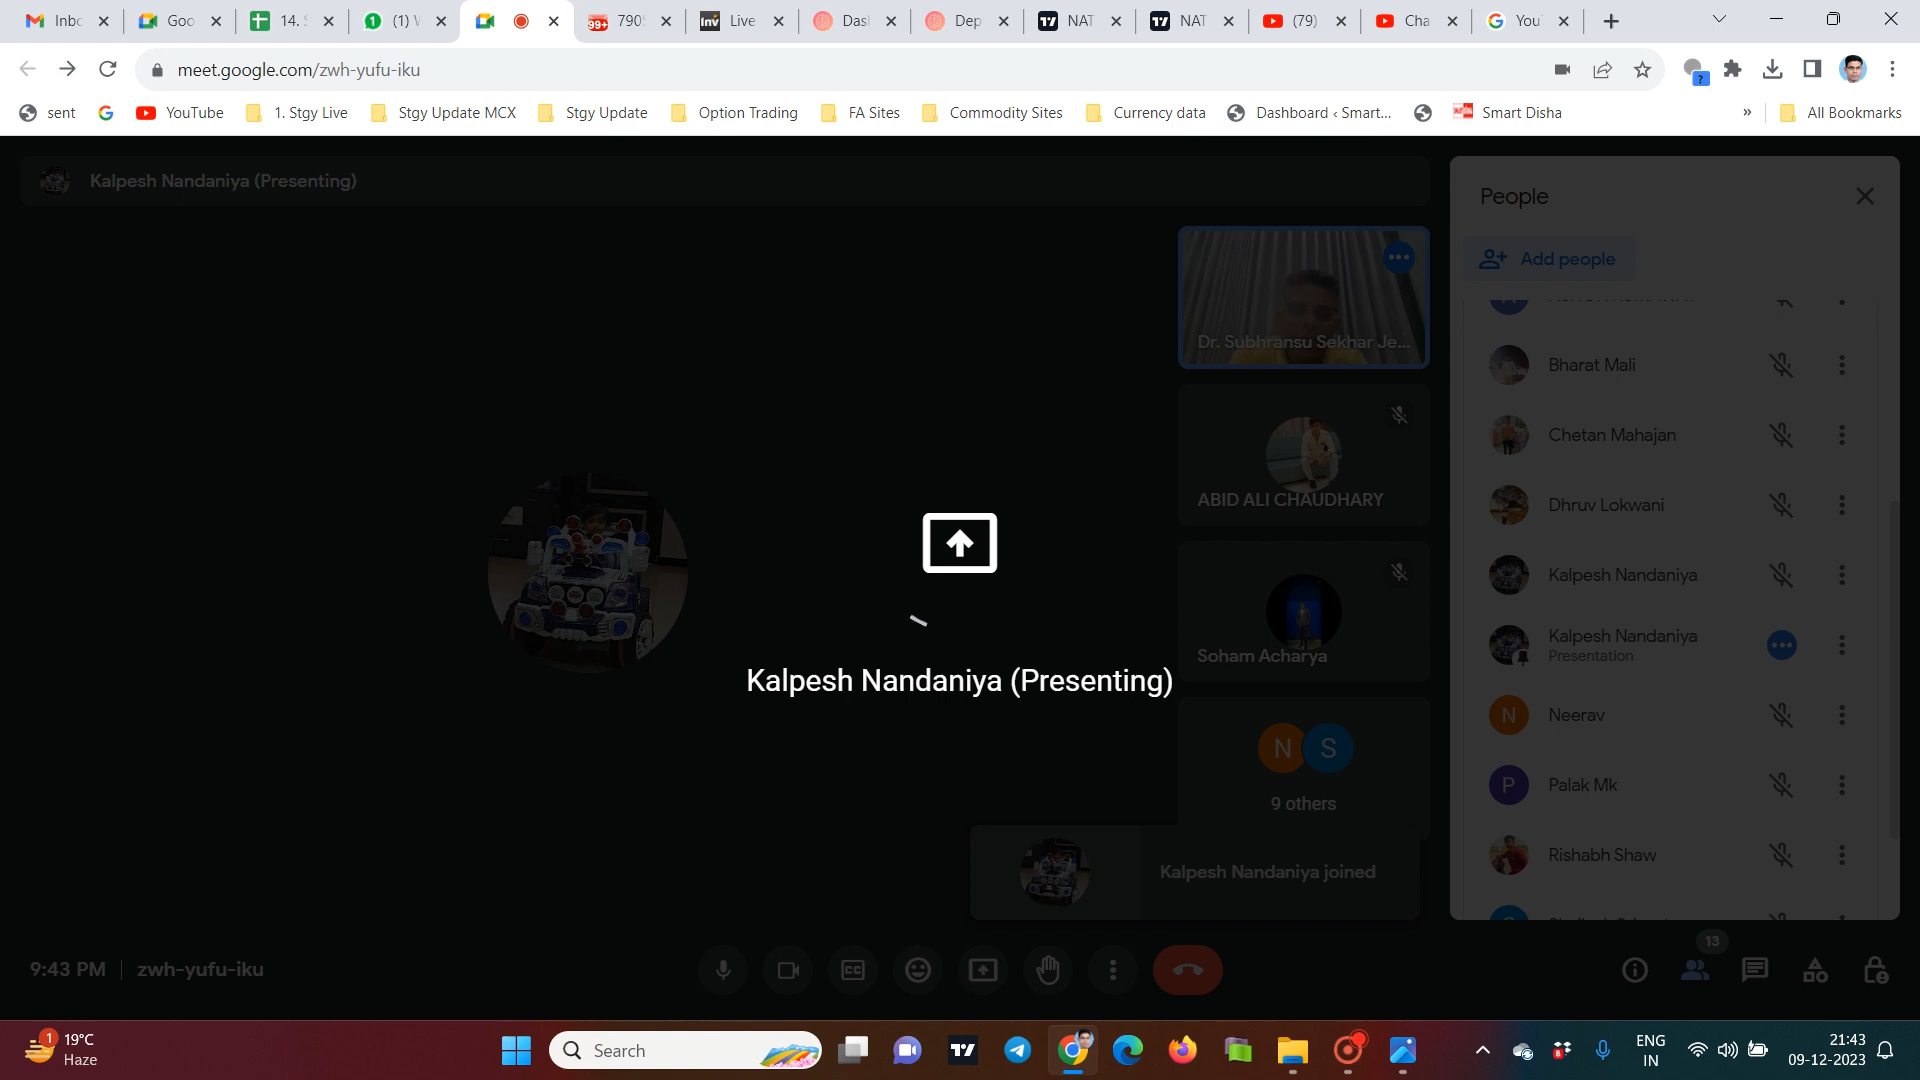 Inbc
Goo
14. S
(1) V
790
Live
Das
Dep
NAT
NAT
(79)
Cha
You
meet.google.com/zwh-yufu-iku
sent
YouTube
1. Stgy Live
Stgy Update MCX
Stgy Update
Option Trading
FA Sites
Commodity Sites
Currency data
Dashboard ‹ Smart...
Smart Disha
»
All Bookmarks
Kalpesh Nandaniya (Presenting)
People
Add people
Dr. Subhransu Sekhar Je...
Bharat Mali
Chetan Mahajan
ABID ALI CHAUDHARY
Dhruv Lokwani
Kalpesh Nandaniya
Kalpesh Nandaniya
Presentation
Soham Acharya
Kalpesh Nandaniya (Presenting)
N
Neerav
N S
9 others
P
Palak Mk
Rishabh Shaw
Kalpesh Nandaniya joined
13
9:43 PM
zwh-yufu-iku
1
19°C
Haze
Search
ENG
IN
21:43
09-12-2023